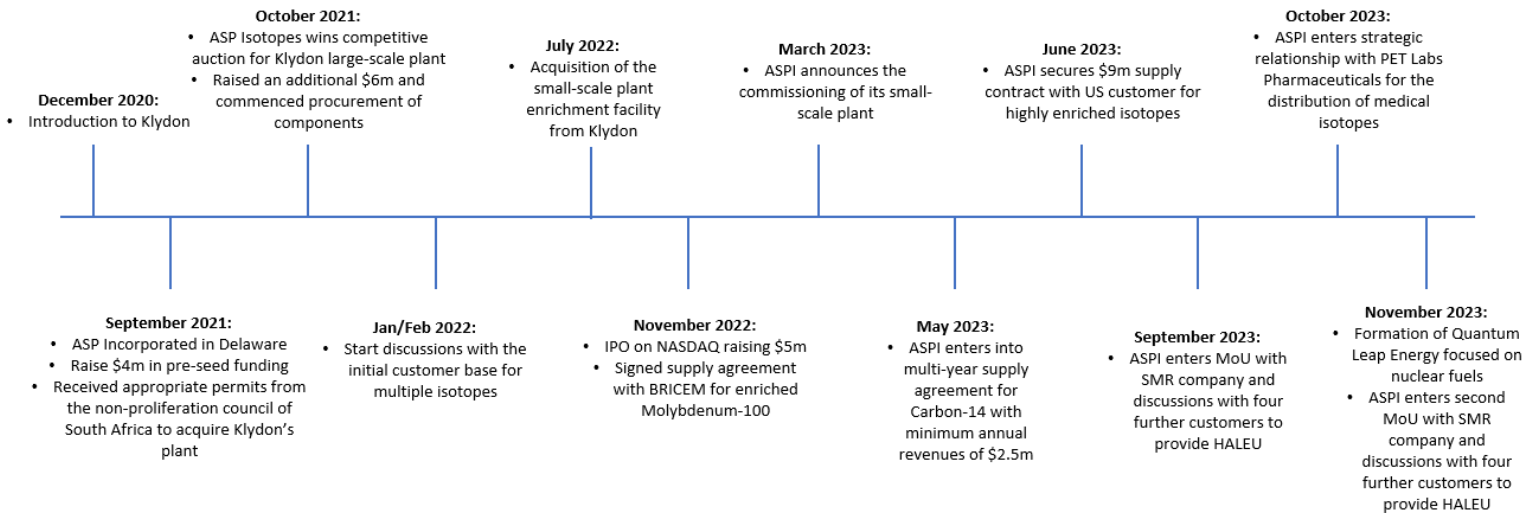 December 2020:
• Introduction to Klydon
October 2021:
• ASP Isotopes wins competitive
auction for Klydon large-scale plant
• Raised an additional $6m and
commenced procurement of
components
July 2022:
• Acquisition of the
small-scale plant
enrichment facility
from Klydon
March 2023:
• ASPI announces the
commissioning of its small-
scale plant
June 2023:
• ASPI secures $9m supply
contract with US customer for
highly enriched isotopes
October 2023:
• ASPI enters strategic
relationship with PET Labs
Pharmaceuticals for the
distribution of medical
isotopes
September 2021:
• ASP Incorporated in Delaware
• Raise $4m in pre-seed funding
• Received appropriate permits from
the non-proliferation council of
South Africa to acquire Klydon's
plant
Jan/Feb 2022:
• Start discussions with the
initial customer base for
multiple isotopes
November 2022:
• IPO on NASDAQ raising $5m
• Signed supply agreement
with BRICEM for enriched
Molybdenum-100
May 2023:
• ASPI enters into
multi-year supply
agreement for
Carbon-14 with
minimum annual
revenues of $2.5m
September 2023:
• ASPI enters MoU with
SMR company and
discussions with four
further customers to
provide HALEU
November 2023:
• Formation of Quantum
Leap Energy focused on
nuclear fuels
• ASPI enters second
MoU with SMR
company and
discussions with four
further customers to
provide HALEU